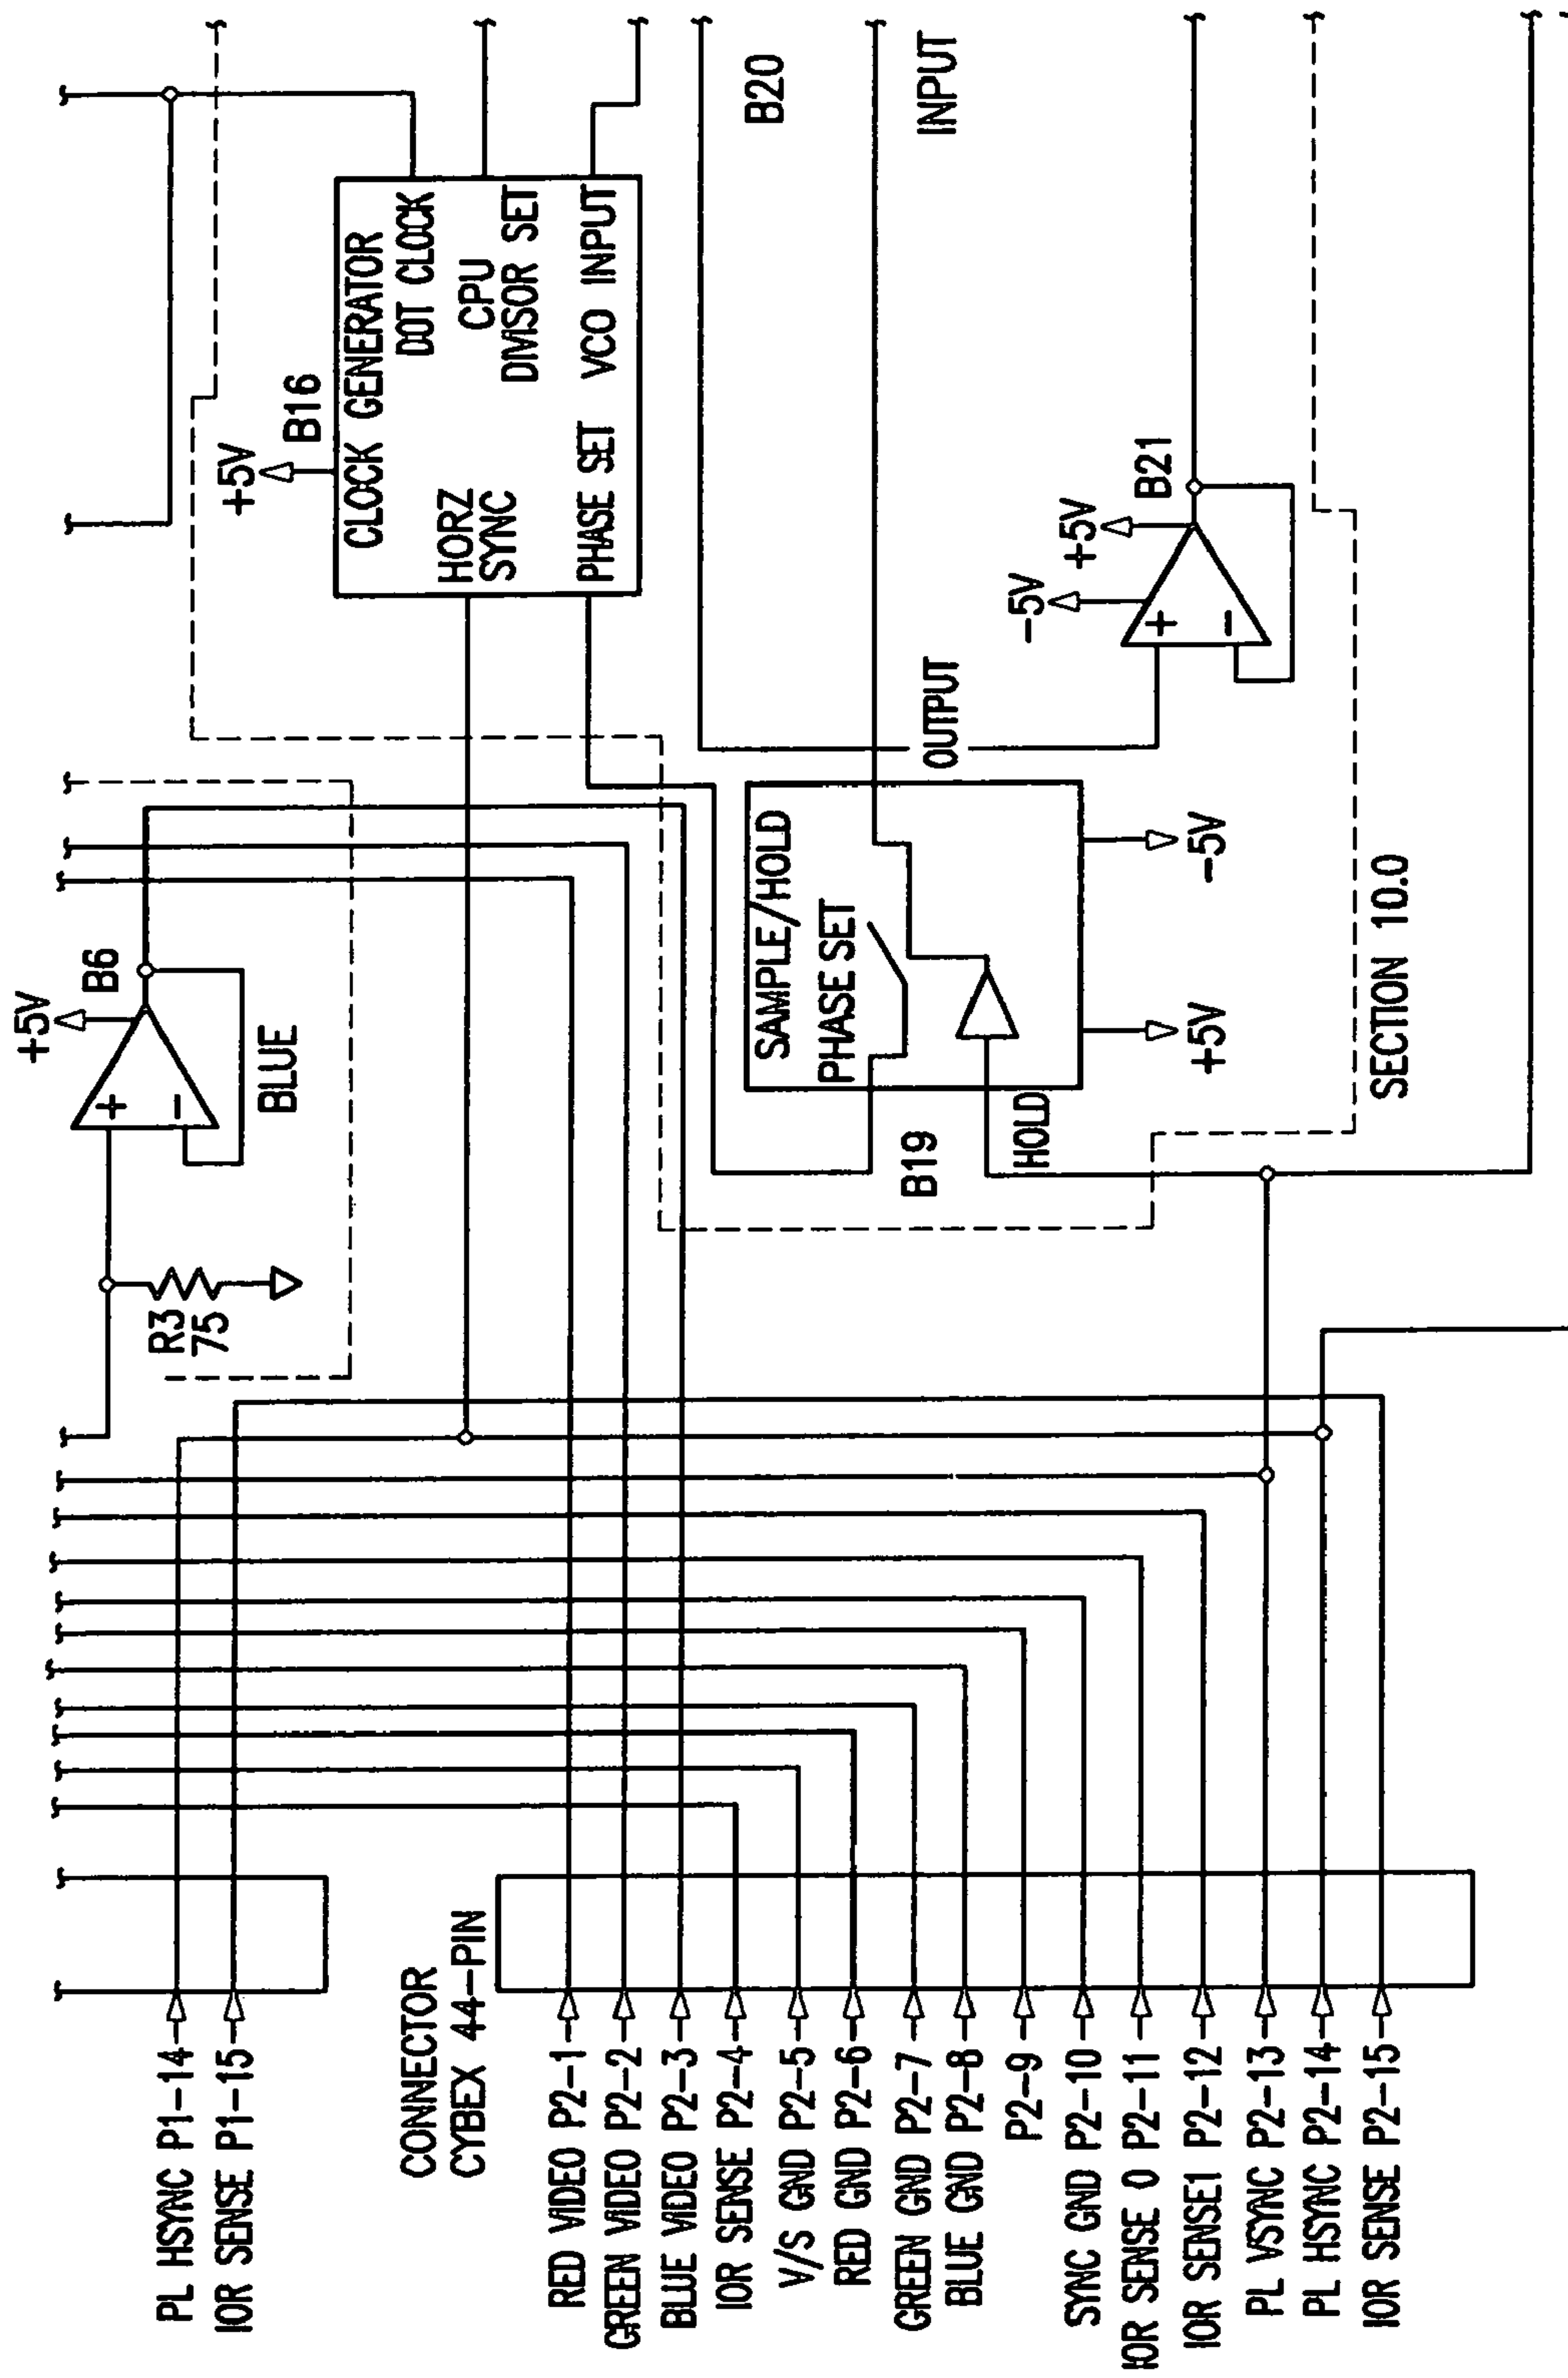 PL HSYNC P1-14
IOR SENSE P1-15
CONNECTOR
CYBEX 44-PIN
RED VIDEO P2-1
GREEN VIDEO P2-2
BLUE VIDEO P2-3
IOR SENSE P2-4
V/S GND P2-5
RED GND P2-6
GREEN GND P2-7
BLUE GND P2-8
P2-9
SYNC GND P2-10
IOR SENSE 0 P2-11
IOR SENSE1 P2-12
PL VSYNC P2-13
PL HSYNC P2-14
IOR SENSE P2-15
R3
75
+5V
B6
+
-
BLUE
+5V
B16
CLOCK GENERATOR
DOT CLOCK
HORZ
SYNC
CPU
DIVISOR SET
PHASE SET
VCO INPUT
B20
INPUT
SAMPLE/HOLD
PHASE SET
B19
HOLD
OUTPUT
+5V
-5V
-5V
+5V
B21
+
-
SECTION 10.0